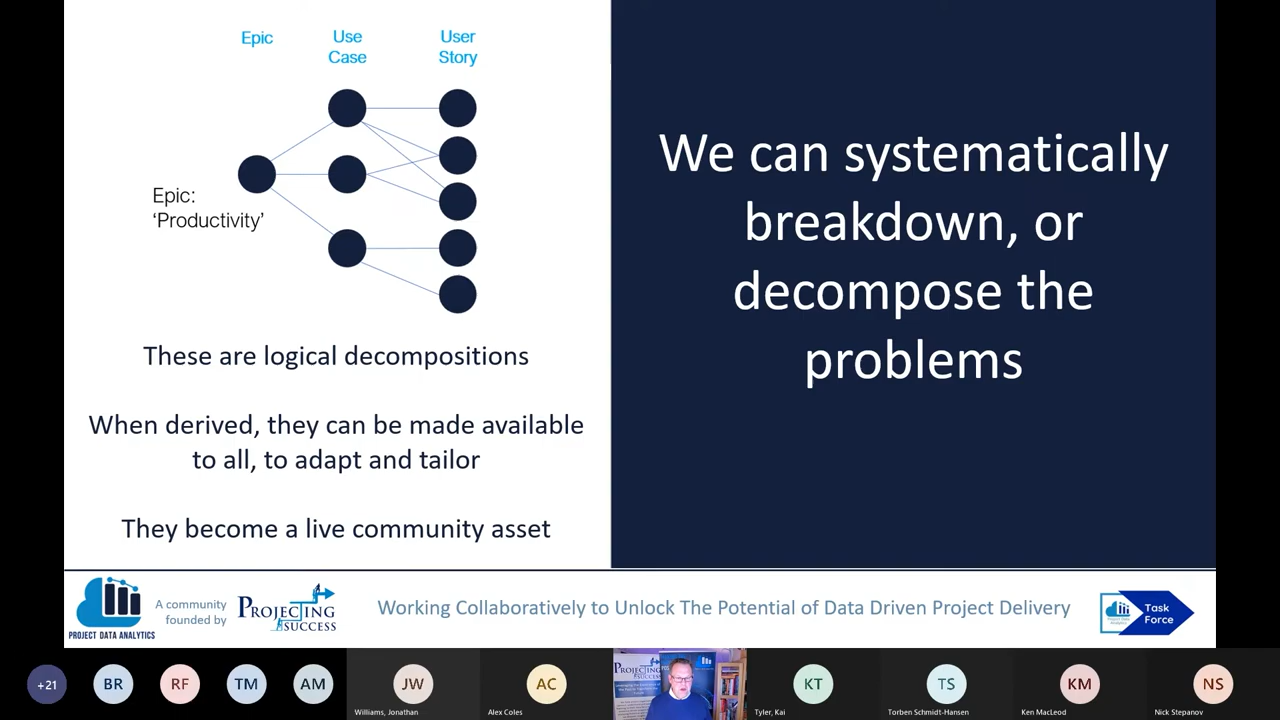 Epic
Use
Case
User
Story
Epic:
‘Productivity’
These are logical decompositions
When derived, they can be made available
to all, to adapt and tailor
They become a live community asset
We can systematically
breakdown, or
decompose the
problems
PROJECT DATA ANALYTICS
A community
founded by
PROJECTING
SUCCESS
Working Collaboratively to Unlock The Potential of Data Driven Project Delivery
Task
Force
+21
BR
RF
TM
AM
JW
Williams, Jonathan
AC
Alex Coles
KT
Tyler, Kai
TS
Torben Schmidt-Hansen
KM
Ken MacLeod
NS
Nick Stepanov